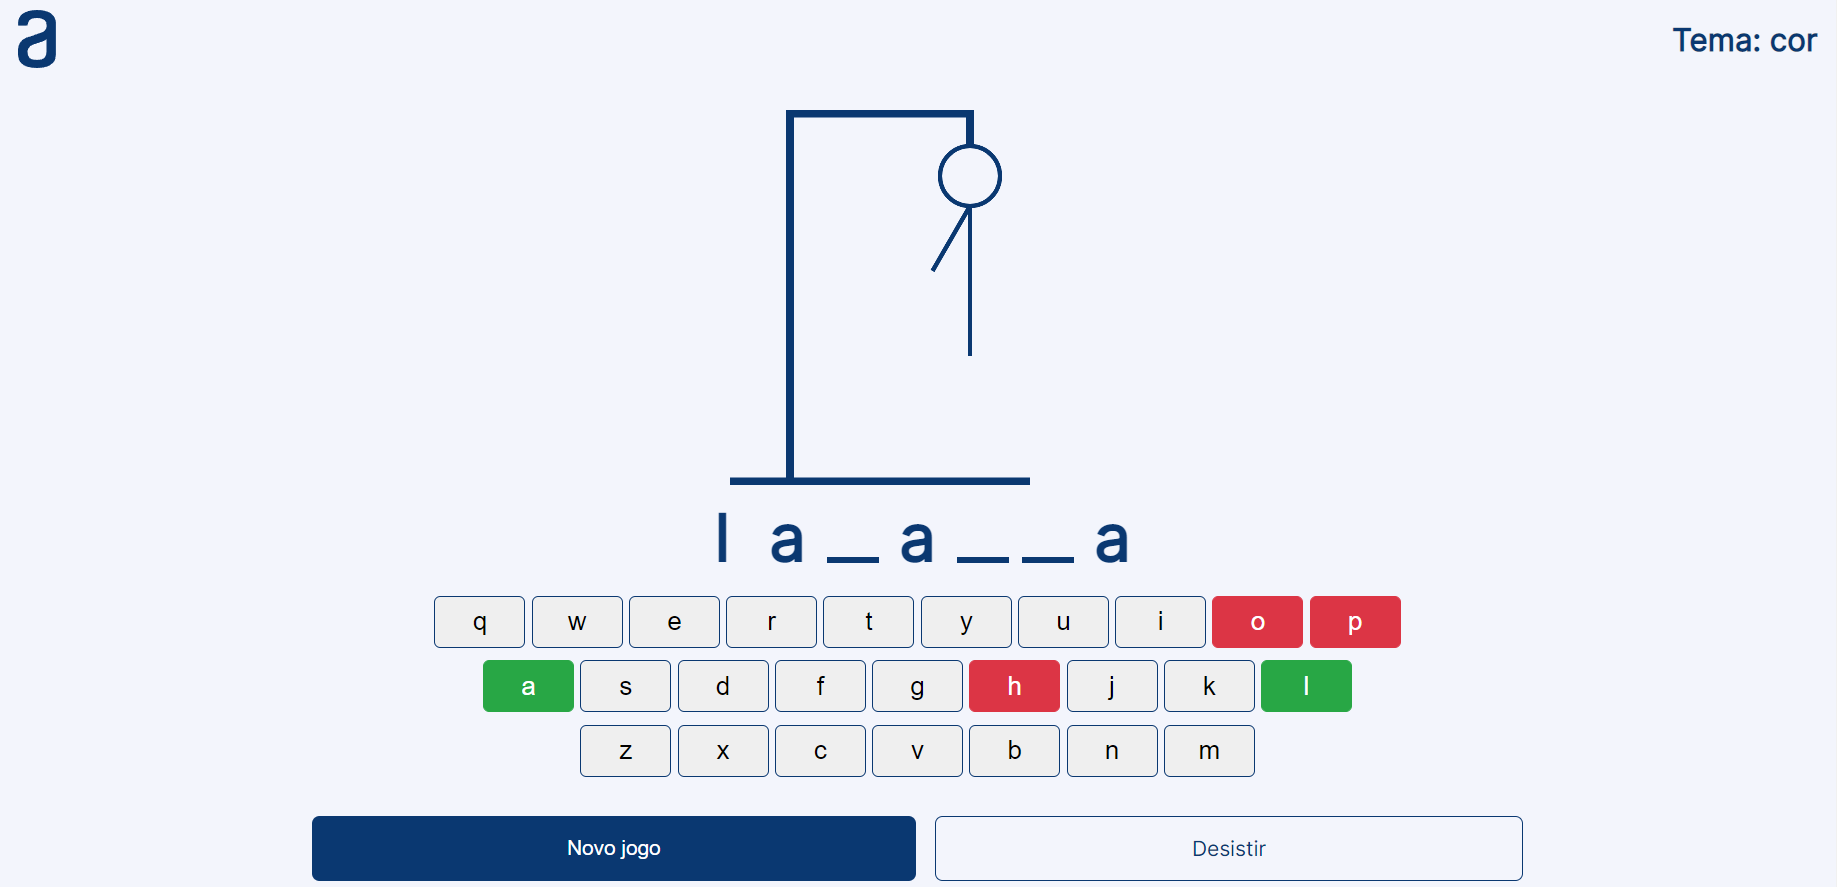 a
Tema: cor
l a _ a _ _ a
q w e r t y u i o p
a s d f g h j k l
z x c v b n m
Novo jogo Desistir